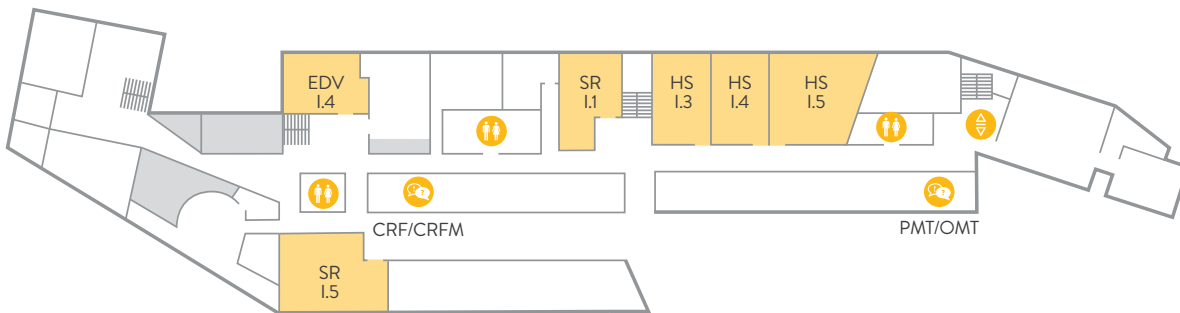 EDV
I.4
SR
I.1
HS
I.3
HS
I.4
HS
I.5
CRF/CRFM
PMT/OMT
SR
I.5